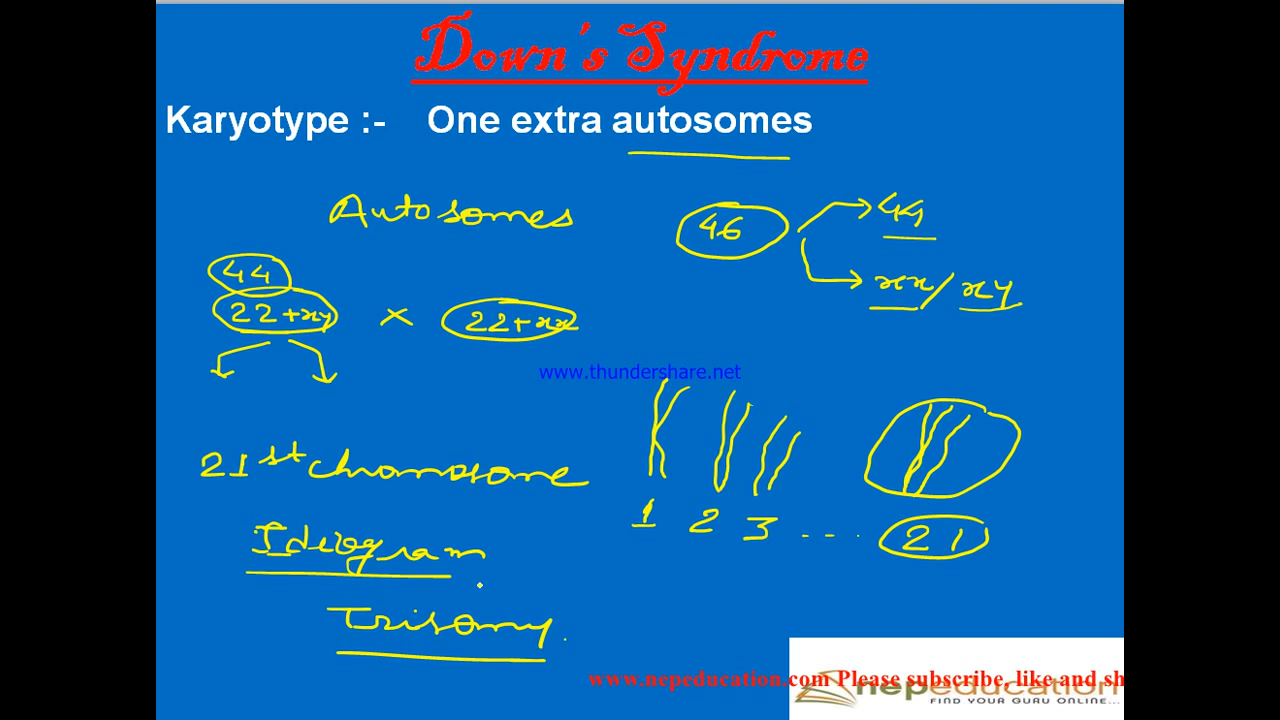 Down's Syndrome
Karyotype :- One extra autosomes
Autosomes
46
44
xx/xy
44
22+xy × 22+xx
www.thundershare.net
21st chromosome
1 2 3 .... 21
Ideogram
Trisomy.
www.nepeducation.com Please subscribe, like and sh
nepeducation
FIND YOUR GURU ONLINE...